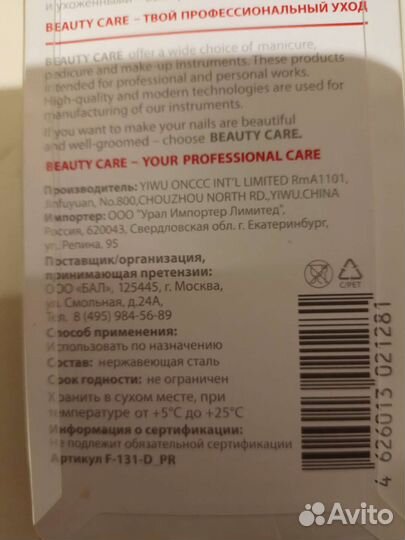 и ухоженными
BEAUTY CARE – ТВОЙ ПРОФЕССИОНАЛЬНЫЙ УХОД
BEAUTY CARE offer a wide choice of manicure,
pedicure and make-up instruments. These products
intended for professional and personal works.
High-quality and modern technologies are used for
manufacturing of our instruments.
If you want to make your nails are beautiful
and well-groomed – choose BEAUTY CARE.
BEAUTY CARE – YOUR PROFESSIONAL CARE
Производитель: YIWU ONCCC INT'L LIMITED RmA1101,
Jinfuyuan, No.800,CHOUZHOU NORTH RD.,YIWU.CHINA
Импортер: ООО "Урал Импортер Лимитед",
Россия, 620043, Свердловская обл. г. Екатеринбург,
ул. Репина, 95
Поставщик/организация,
принимающая претензии:
ООО «БАЛ», 125445, г. Москва,
ул. Смольная, д.24А,
Тел. 8 (495) 984-56-89
C/PET
Способ применения:
Использовать по назначению
Состав: нержавеющая сталь
Срок годности: не ограничен
Хранить в сухом месте, при
температуре от +5°C до +25°C
Информация о сертификации:
Не подлежит обязательной сертификации
Артикул F-131-D_PR
4 626013 021281
Avito